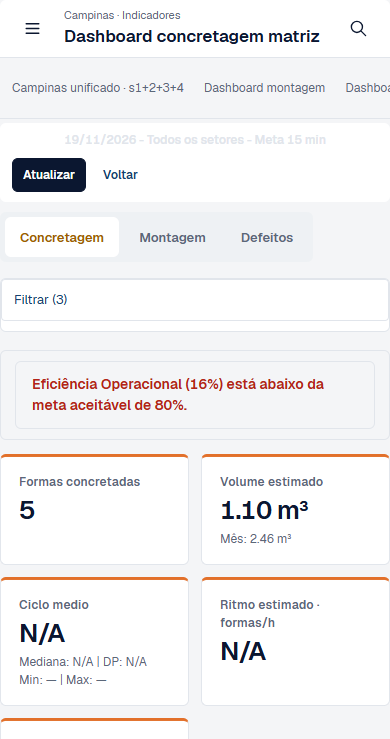 Campinas · Indicadores
Dashboard concretagem matriz
Campinas unificado · s1+2+3+4 Dashboard montagem Dashboa
19/11/2026 - Todos os setores - Meta 15 min
Atualizar Voltar
Concretagem Montagem Defeitos
Filtrar (3)
Eficiência Operacional (16%) está abaixo da
meta aceitável de 80%.
Formas concretadas
5
Volume estimado
1.10 m³
Mês: 2.46 m³
Ciclo medio
N/A
Mediana: N/A | DP: N/A
Min: — | Max: —
Ritmo estimado ·
formas/h
N/A